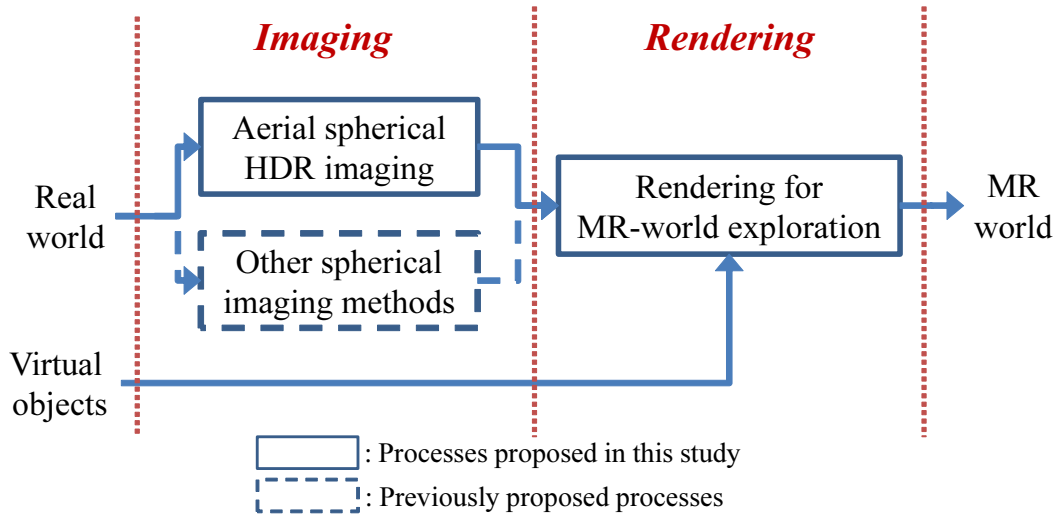 Imaging
Rendering
Aerial spherical
HDR imaging
Real
world
Other spherical
imaging methods
Rendering for
MR-world exploration
MR
world
Virtual
objects
: Processes proposed in this study
: Previously proposed processes